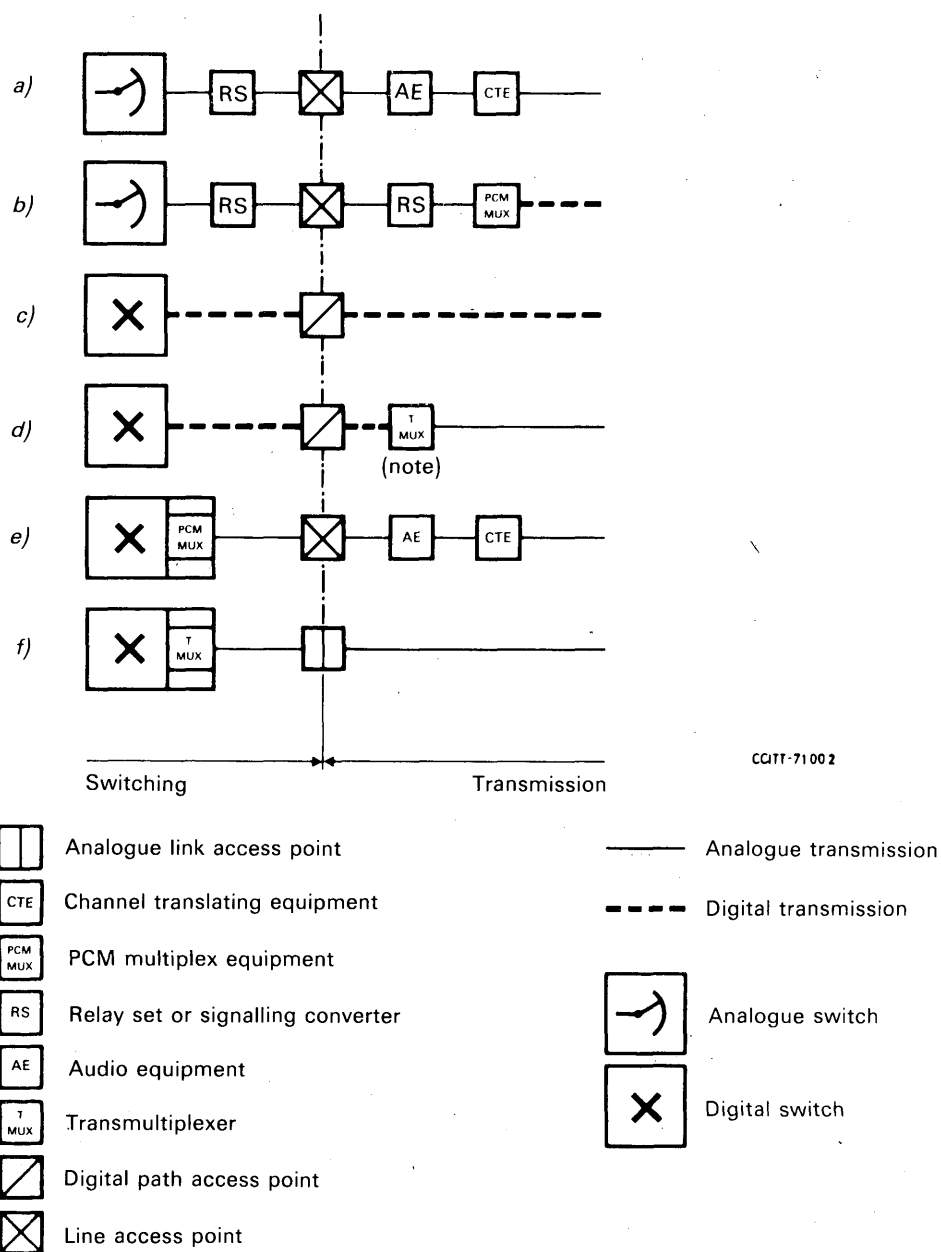 a) RS AE CTE
b) RS RS PCM MUX
c)
d) T MUX
(note)
e) PCM MUX AE CTE
f) T MUX
Switching Transmission
CCITT-71002
Analogue link access point
CTE Channel translating equipment
PCM MUX PCM multiplex equipment
RS Relay set or signalling converter
AE Audio equipment
T MUX Transmultiplexer
Digital path access point
Line access point
Analogue transmission
Digital transmission
Analogue switch
Digital switch